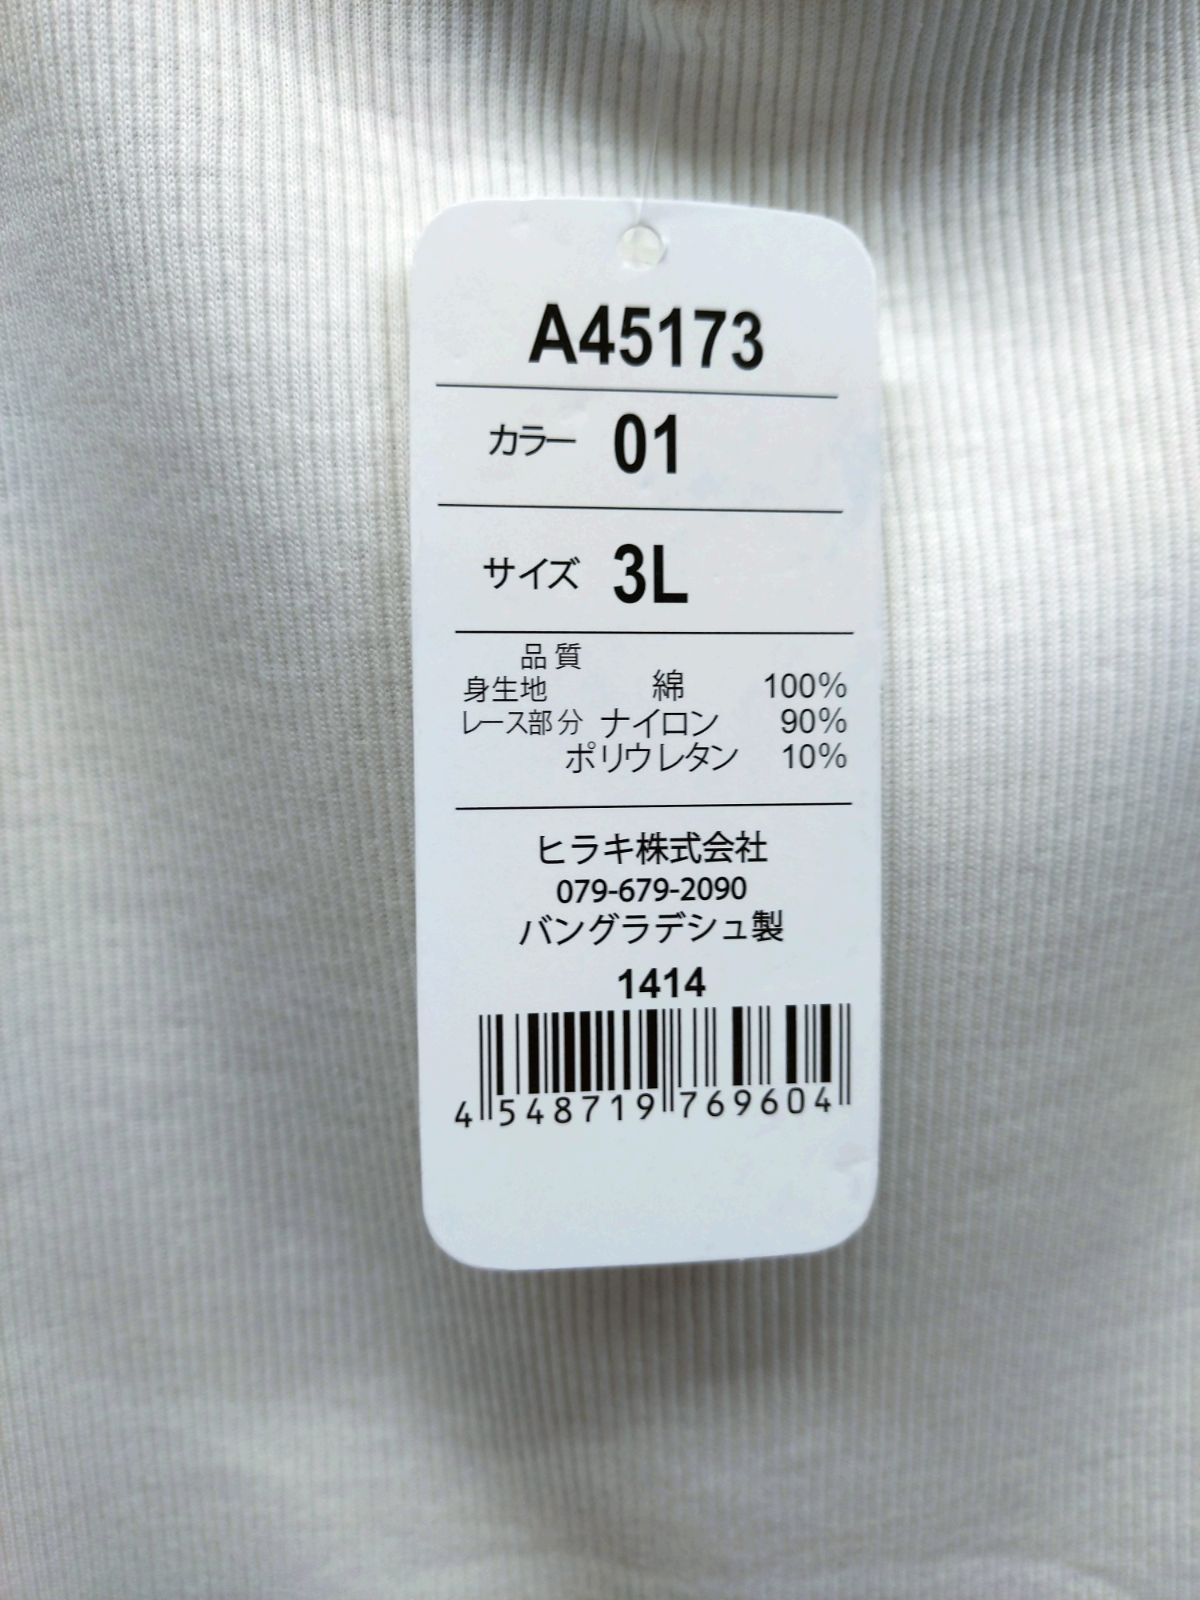 A45173
カラー 01
サイズ 3L
品質
身生地 綿 100%
レース部分 ナイロン 90%
ポリウレタン 10%
ヒラキ株式会社
079-679-2090
バングラデシュ製
1414
4 548719 769604